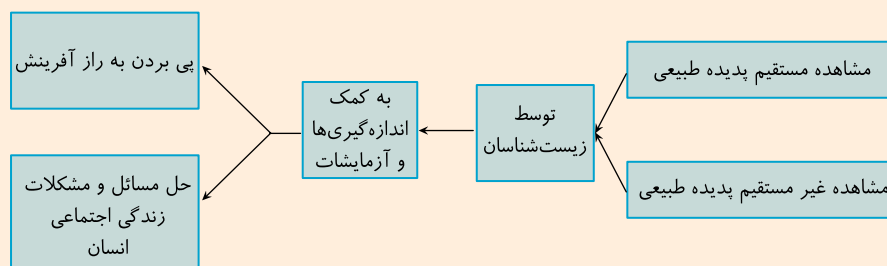 مشاهده مستقیم پدیده طبیعی
مشاهده غیر مستقیم پدیده طبیعی
توسط
زیست‌شناسان
به کمک
اندازه‌گیری‌ها
و آزمایشات
پی بردن به راز آفرینش
حل مسائل و مشکلات
زندگی اجتماعی
انسان